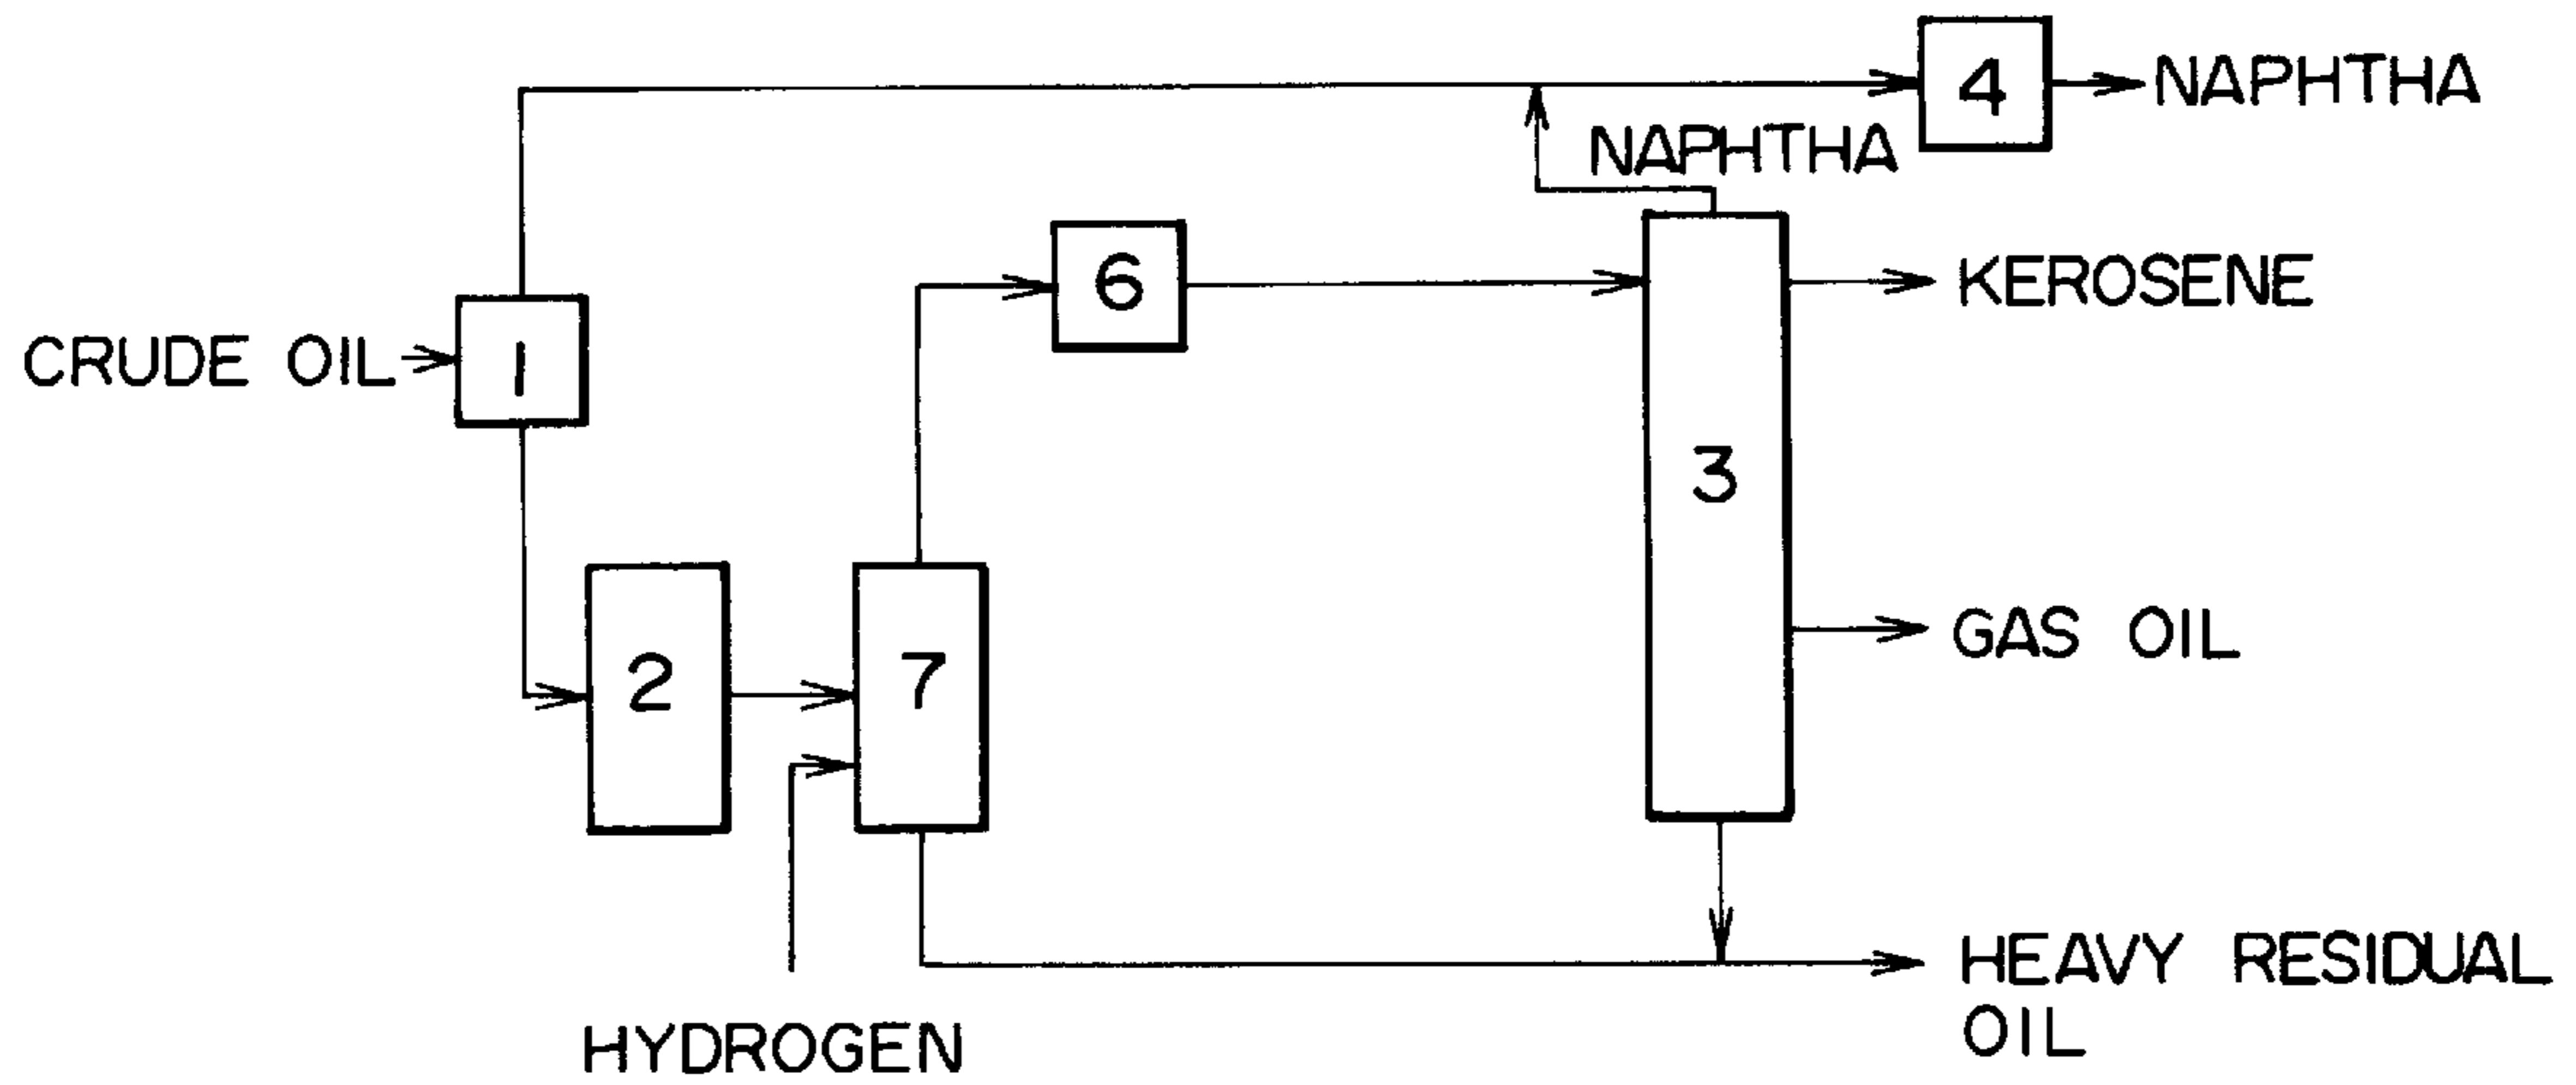 4
NAPHTHA
NAPHTHA
6
KEROSENE
CRUDE OIL
1
3
GAS OIL
2
7
HEAVY RESIDUAL
OIL
HYDROGEN